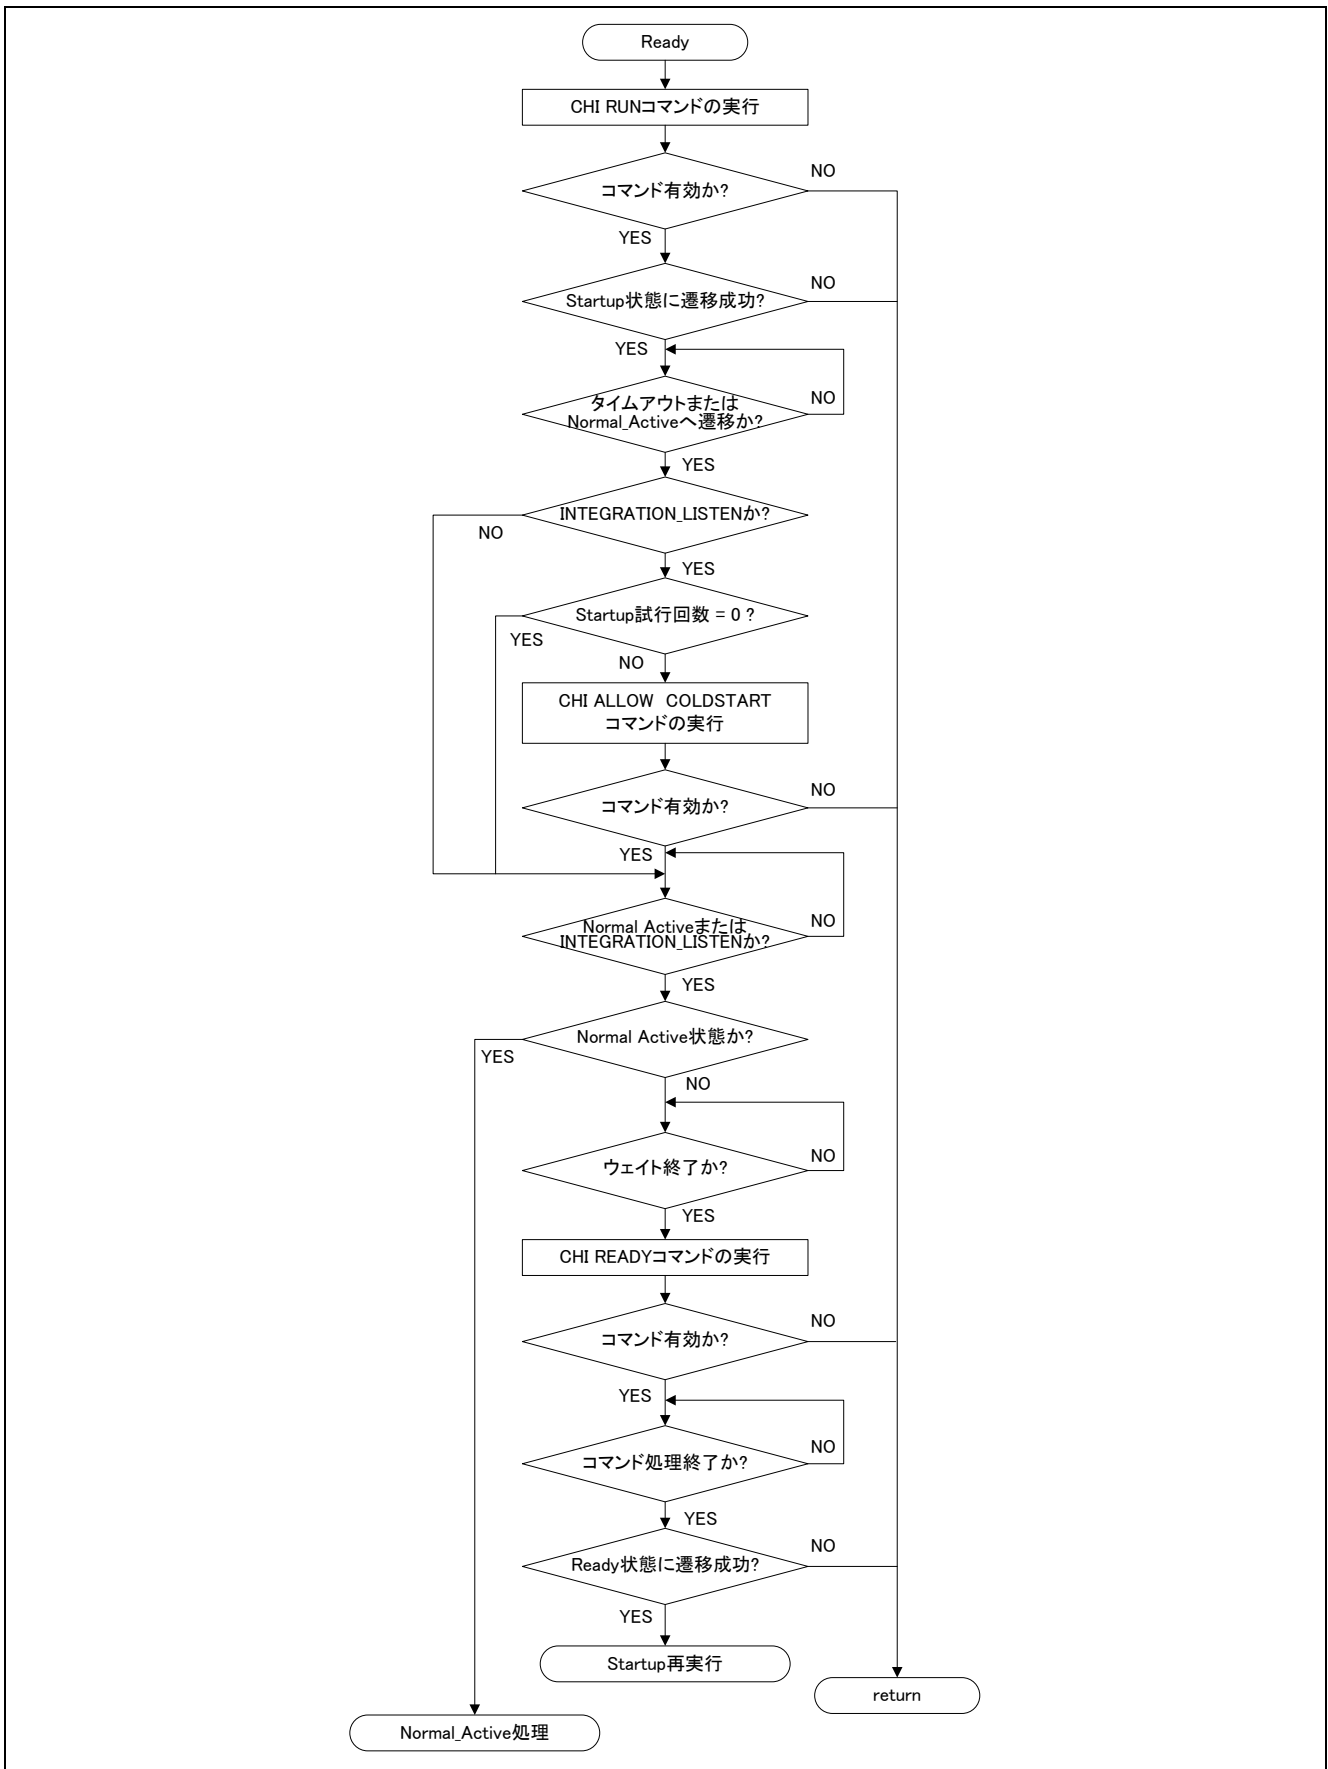 Ready
CHI RUNコマンドの実行
NO
コマンド有効か?
YES
NO
Startup状態に遷移成功?
YES
タイムアウトまたは
Normal_Activeへ遷移か?
NO
YES
INTEGRATION_LISTENか?
NO
YES
Startup試行回数 = 0 ?
YES
NO
CHI ALLOW COLDSTART
コマンドの実行
NO
コマンド有効か?
YES
Normal Activeまたは
INTEGRATION_LISTENか?
NO
YES
Normal Active状態か?
YES
NO
ウェイト終了か?
NO
YES
CHI READYコマンドの実行
NO
コマンド有効か?
YES
コマンド処理終了か?
NO
YES
NO
Ready状態に遷移成功?
YES
Startup再実行
return
Normal_Active処理